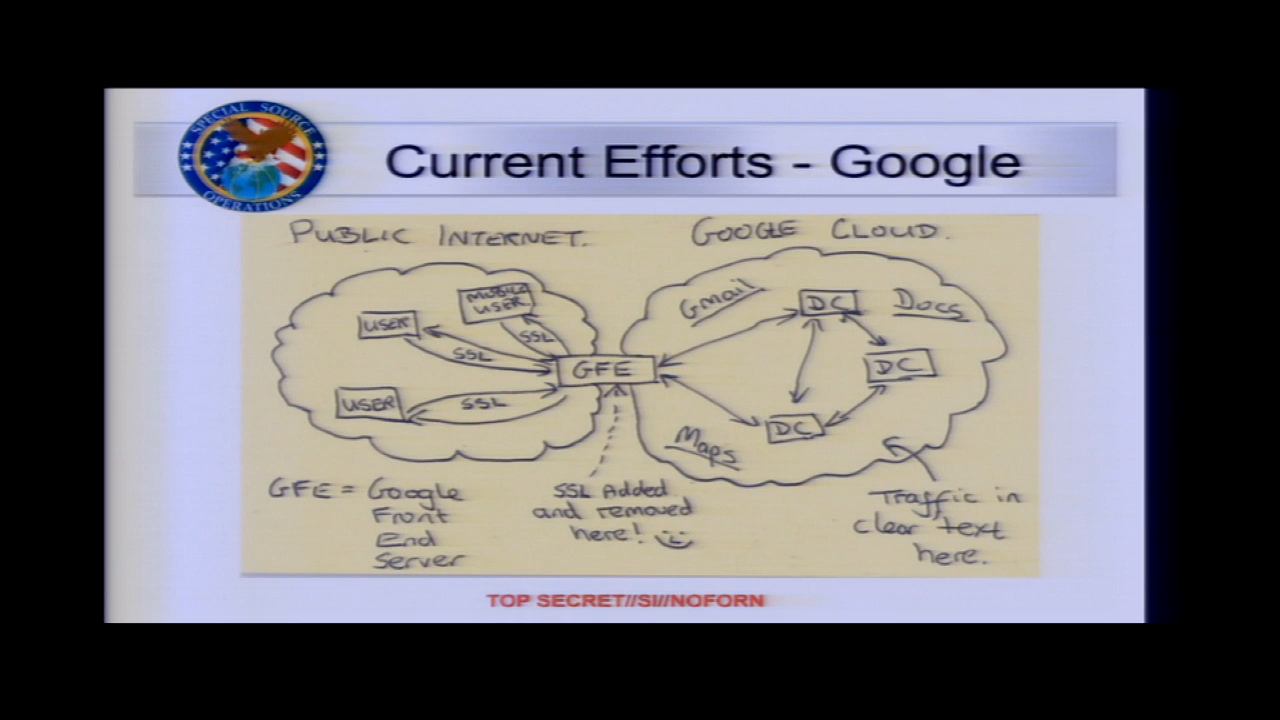 SPECIAL SOURCE
OPERATIONS
Current Efforts - Google
PUBLIC INTERNET.
GOOGLE CLOUD.
MOBILE
USER.
USER
SSL
SSL
GFE
USER
SSL
Gmail
DC
Docs
DC
DC
Maps
GFE = Google
Front
End
Server
SSL Added
and removed
here!
Traffic in
clear text
here.
TOP SECRET//SI//NOFORN